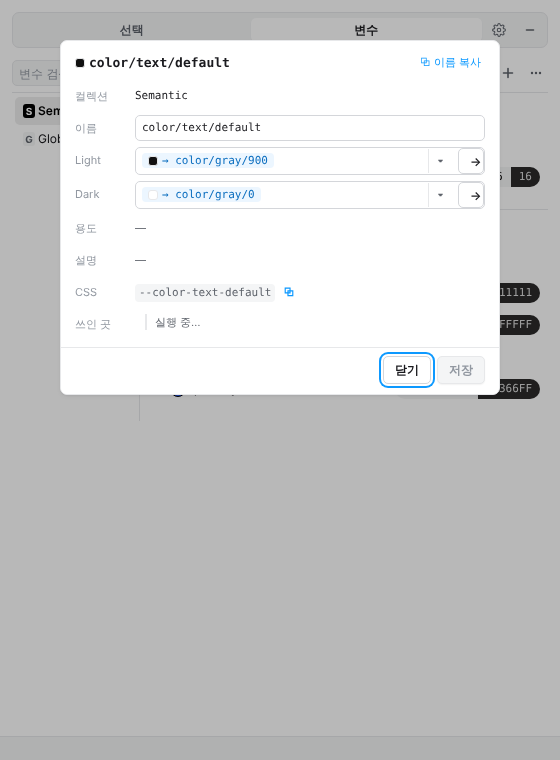 선택
변수
변수 검
S Sem
G Glob
16
11111
FFFFF
366FF
color/text/default
이름 복사
컬렉션
Semantic
이름
color/text/default
Light
→ color/gray/900
Dark
→ color/gray/0
용도
—
설명
—
CSS
--color-text-default
쓰인 곳
실행 중…
닫기
저장